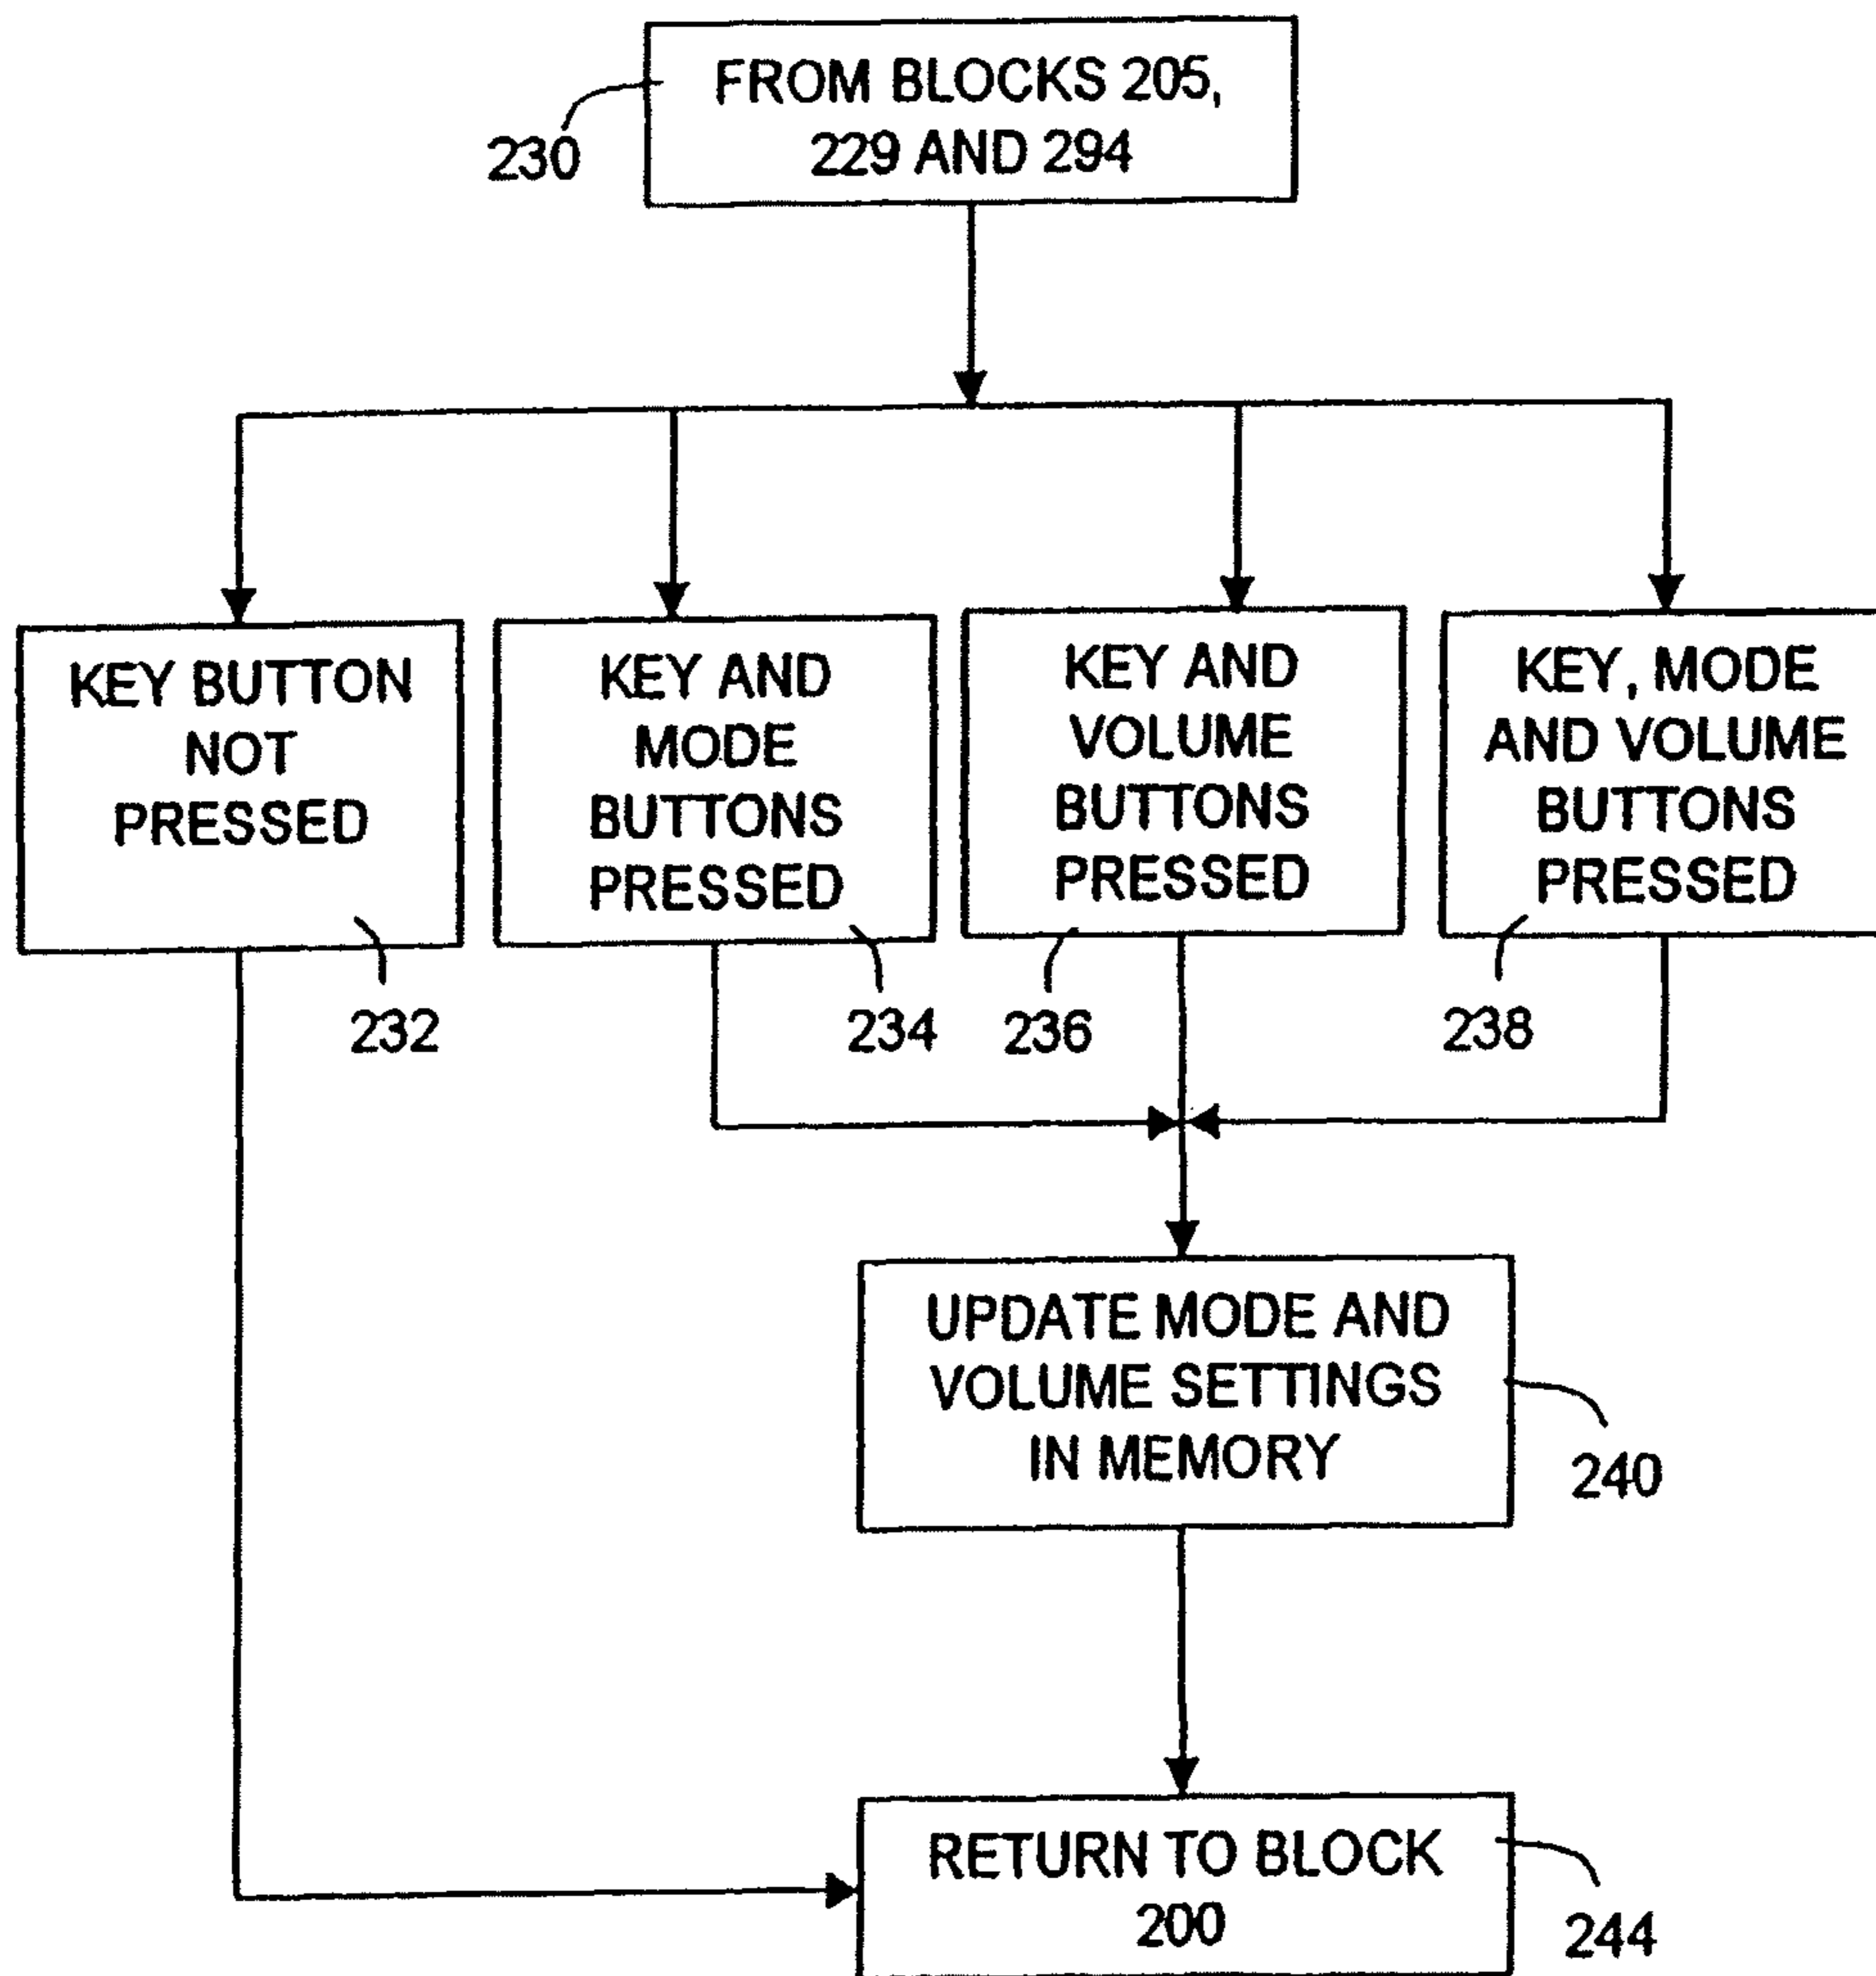 FROM BLOCKS 205,
229 AND 294
230
KEY BUTTON
NOT
PRESSED
232
KEY AND
MODE
BUTTONS
PRESSED
234
KEY AND
VOLUME
BUTTONS
PRESSED
236
KEY, MODE
AND VOLUME
BUTTONS
PRESSED
238
UPDATE MODE AND
VOLUME SETTINGS
IN MEMORY
240
RETURN TO BLOCK
200
244